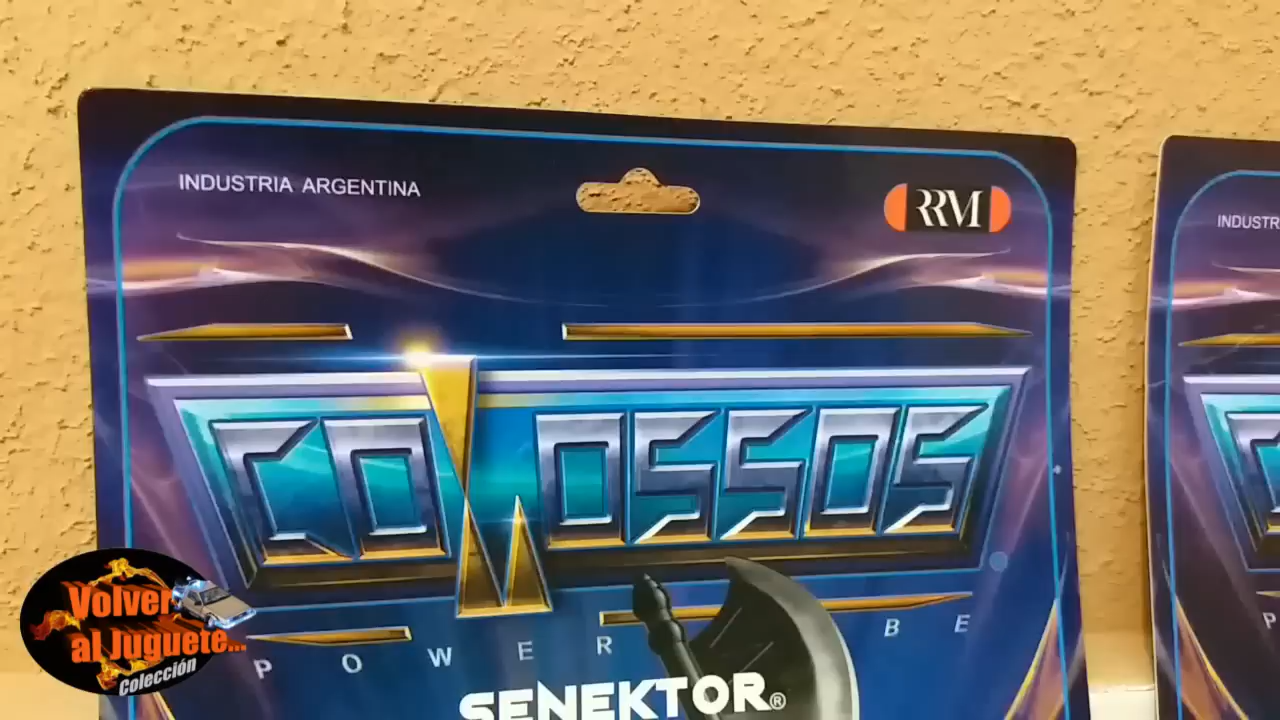 INDUSTRIA ARGENTINA
RRM
COLOSSOS
POWER
BE
SENEKTOR®
INDUSTR
P
Volver
al Juguete...
Colección